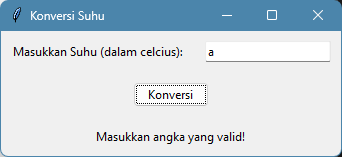 Konversi Suhu
Masukkan Suhu (dalam celcius): a
Konversi
Masukkan angka yang valid!